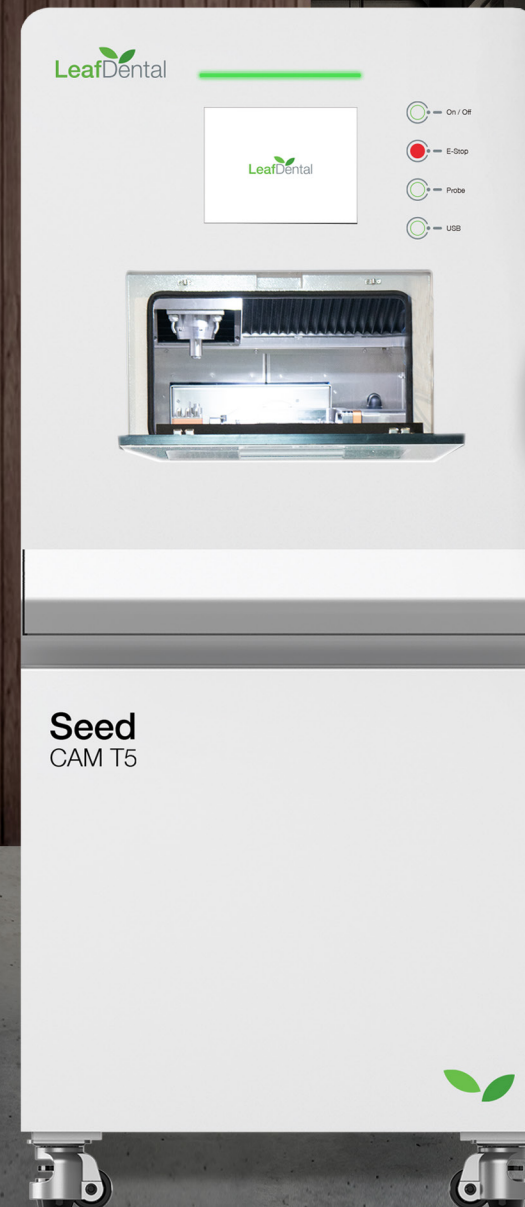 LeafDental
LeafDental
On / Off
E-Stop
Probe
USB
Seed
CAM T5